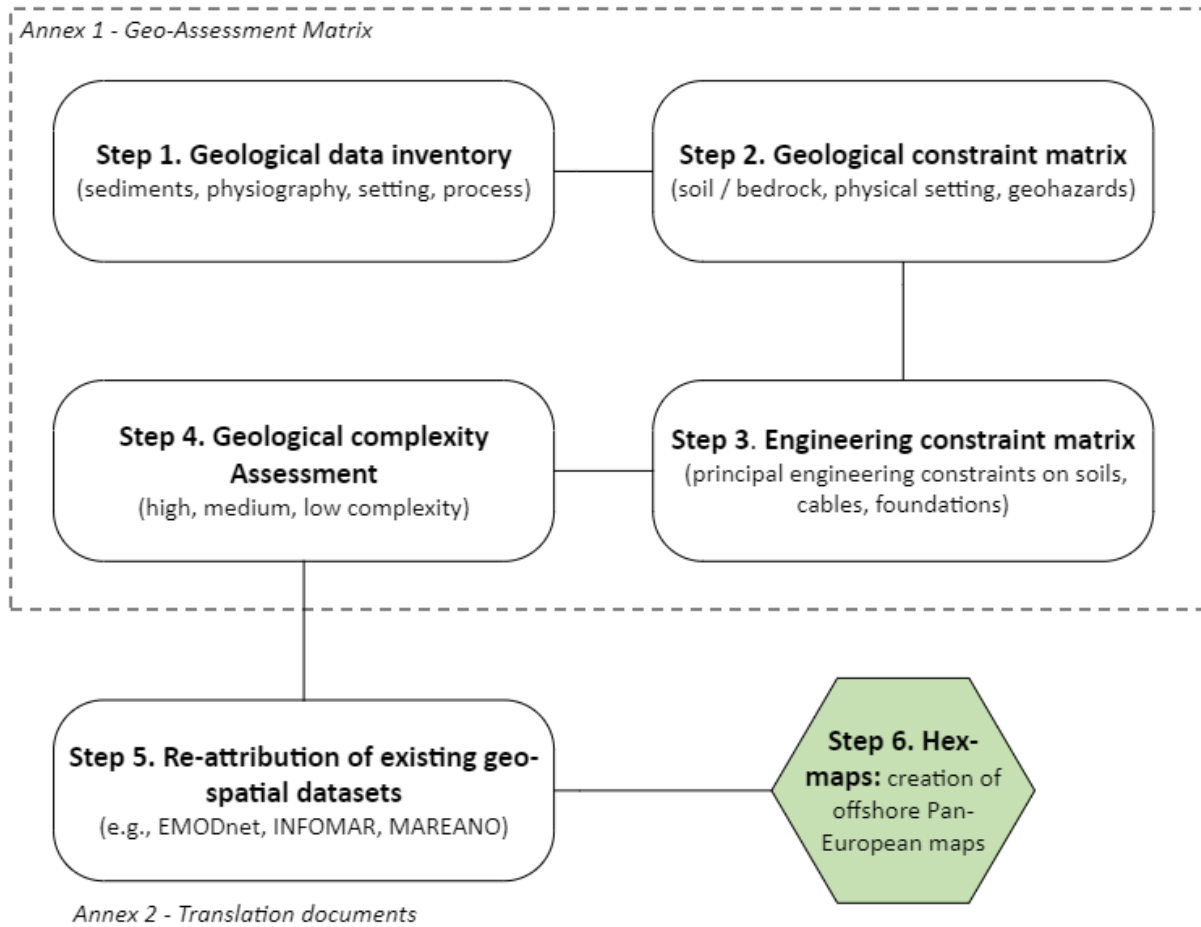 Annex 1 - Geo-Assessment Matrix
Step 1. Geological data inventory
(sediments, physiography, setting, process)
Step 2. Geological constraint matrix
(soil / bedrock, physical setting, geohazards)
Step 4. Geological complexity
Assessment
(high, medium, low complexity)
Step 3. Engineering constraint matrix
(principal engineering constraints on soils,
cables, foundations)
Step 5. Re-attribution of existing geo-
spatial datasets
(e.g., EMODnet, INFOMAR, MAREANO)
Step 6. Hex-
maps: creation of
offshore Pan-
European maps
Annex 2 - Translation documents